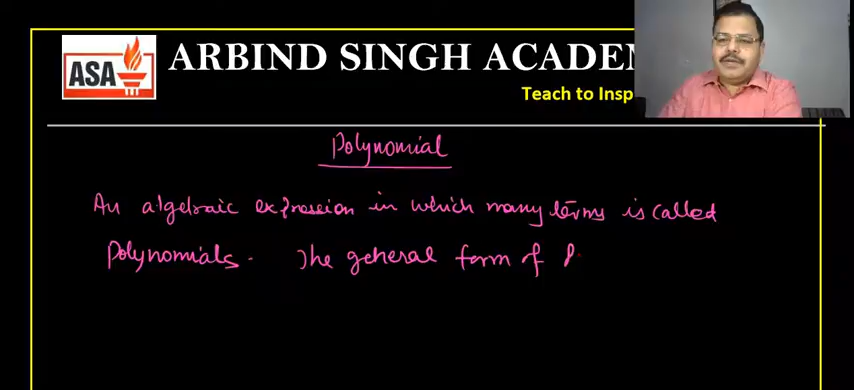 ASA
ARBIND SINGH ACADEM
Teach to Insp
Polynomial
An algebraic expression in which many terms is called
Polynomials. The general form of P